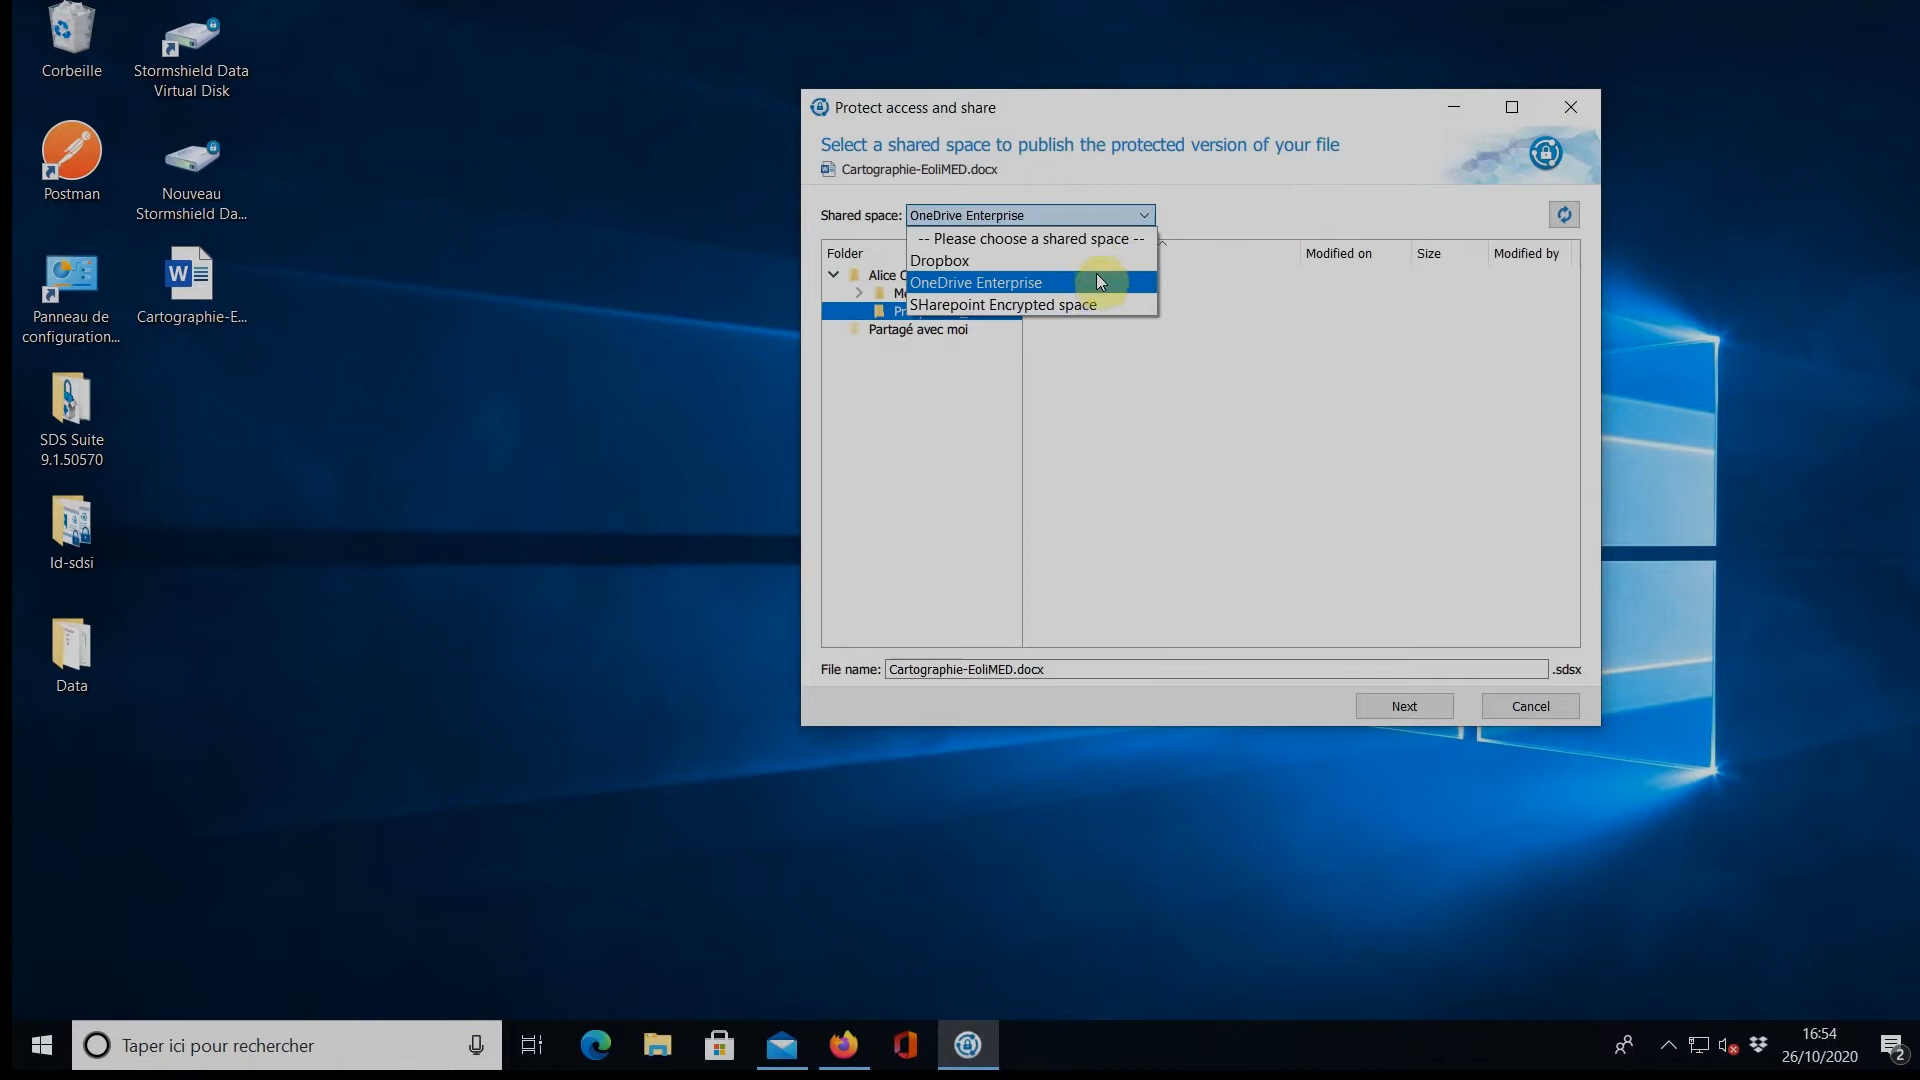 Corbeille
Stormshield Data
Virtual Disk
Postman
Nouveau
Stormshield Da...
Panneau de
configuration...
Cartographie-E...
SDS Suite
9.1.50570
Id-sdsi
Data
Protect access and share
Select a shared space to publish the protected version of your file
Cartographie-EoliMED.docx
Shared space:
OneDrive Enterprise
-- Please choose a shared space --
Dropbox
OneDrive Enterprise
SHarepoint Encrypted space
Folder
Modified on
Size
Modified by
Alice
Partagé avec moi
File name:
Cartographie-EoliMED.docx
.sdsx
Next
Cancel
Taper ici pour rechercher
16:54
26/10/2020
2